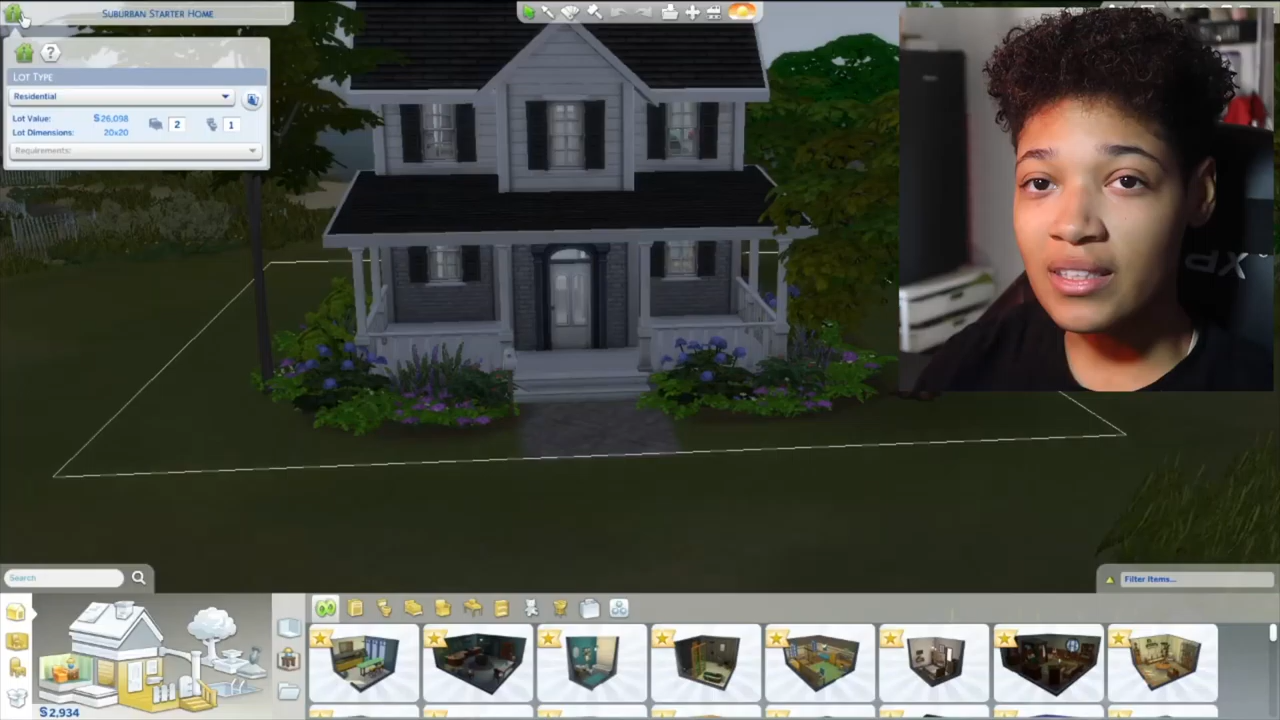 SUBURBAN STARTER HOME
LOT TYPE
Residential
Lot Value: §26,098
2
1
Lot Dimensions: 20x20
Requirements:
XP
Search
Filter Items...
§2,934